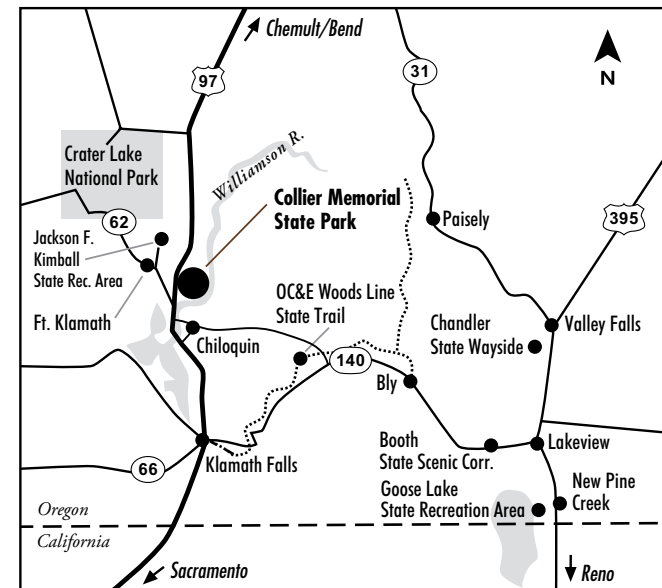 Chemult/Bend
97
31
N
Crater Lake
National Park
Williamson R.
Collier Memorial
State Park
62
395
Paisely
Jackson F.
Kimball
State Rec. Area
Ft. Klamath
OC&E Woods Line
State Trail
Chandler
State Wayside
Valley Falls
Chiloquin
140
Bly
Booth
State Scenic Corr.
Lakeview
66
Klamath Falls
Goose Lake
State Recreation Area
New Pine
Creek
Oregon
California
Sacramento
Reno